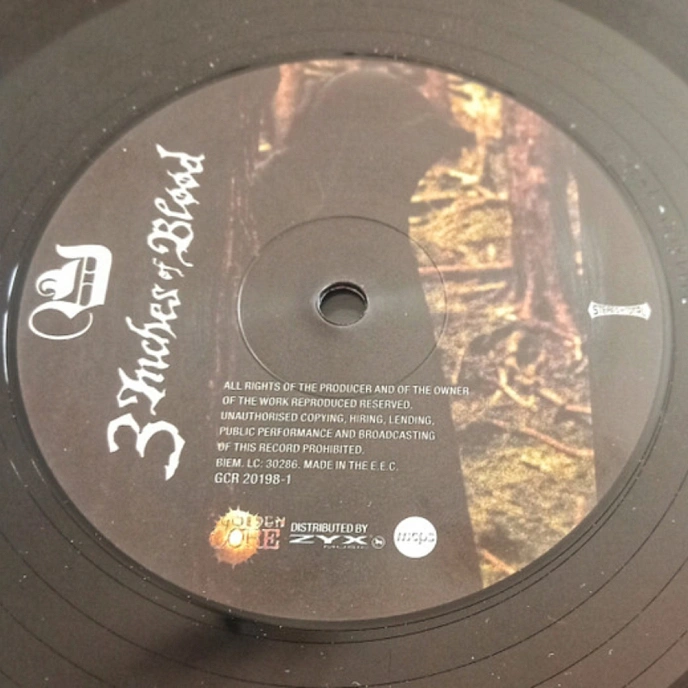 3 Inches of Blood
ALL RIGHTS OF THE PRODUCER AND OF THE OWNER
OF THE WORK REPRODUCED RESERVED.
UNAUTHORISED COPYING, HIRING, LENDING,
PUBLIC PERFORMANCE AND BROADCASTING
OF THIS RECORD PROHIBITED.
BIEM. LC: 30286. MADE IN THE E.E.C.
GCR 20198-1
GOLDEN
CORE
DISTRIBUTED BY
ZYX
MUSIC
mcps